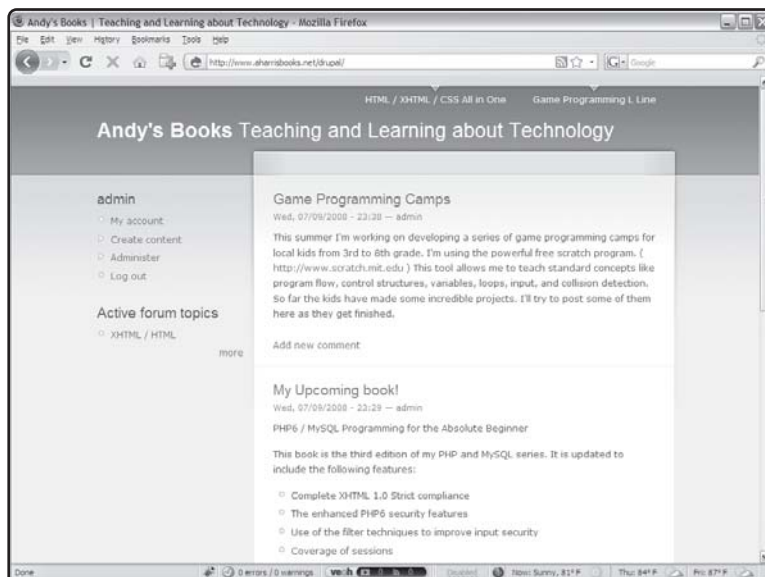 Andy's Books | Teaching and Learning about Technology - Mozilla Firefox
File Edit View History Bookmarks Tools Help
http://www.aharrisbooks.net/drupal/
Google
HTML / XHTML / CSS All in One Game Programming L Line
Andy's Books Teaching and Learning about Technology
admin
My account
Create content
Administer
Log out
Active forum topics
XHTML / HTML
more
Game Programming Camps
Wed, 07/09/2008 - 23:38 — admin
This summer I'm working on developing a series of game programming camps for
local kids from 3rd to 8th grade. I'm using the powerful free scratch program. (
http://www.scratch.mit.edu ) This tool allows me to teach standard concepts like
program flow, control structures, variables, loops, input, and collision detection.
So far the kids have made some incredible projects. I'll try to post some of them
here as they get finished.
Add new comment
My Upcoming book!
Wed, 07/09/2008 - 23:29 — admin
PHP6 / MySQL Programming for the Absolute Beginner
This book is the third edition of my PHP and MySQL series. It is updated to
include the following features:
Complete XHTML 1.0 Strict compliance
The enhanced PHP6 security features
Use of the filter techniques to improve input security
Coverage of sessions
Done
0 errors / 0 warnings
Disabled
Now: Sunny, 81° F
Thu: 84° F
Fri: 87° F